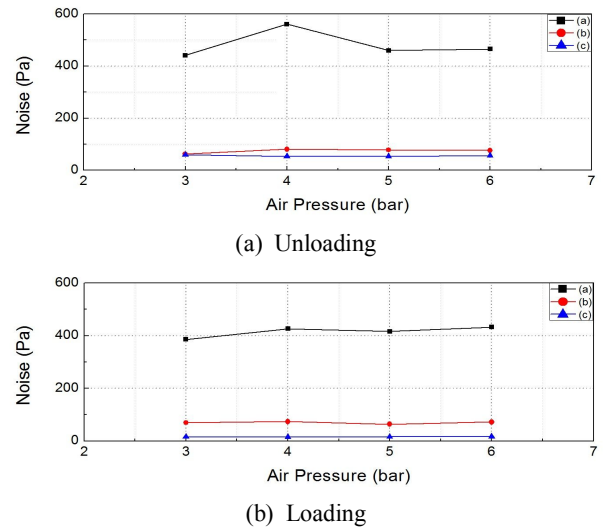 600
400
200
0
Noise (Pa)
(a)
(b)
(c)
2 3 4 5 6 7
Air Pressure (bar)
(a) Unloading
600
400
200
0
Noise (Pa)
(a)
(b)
(c)
2 3 4 5 6 7
Air Pressure (bar)
(b) Loading